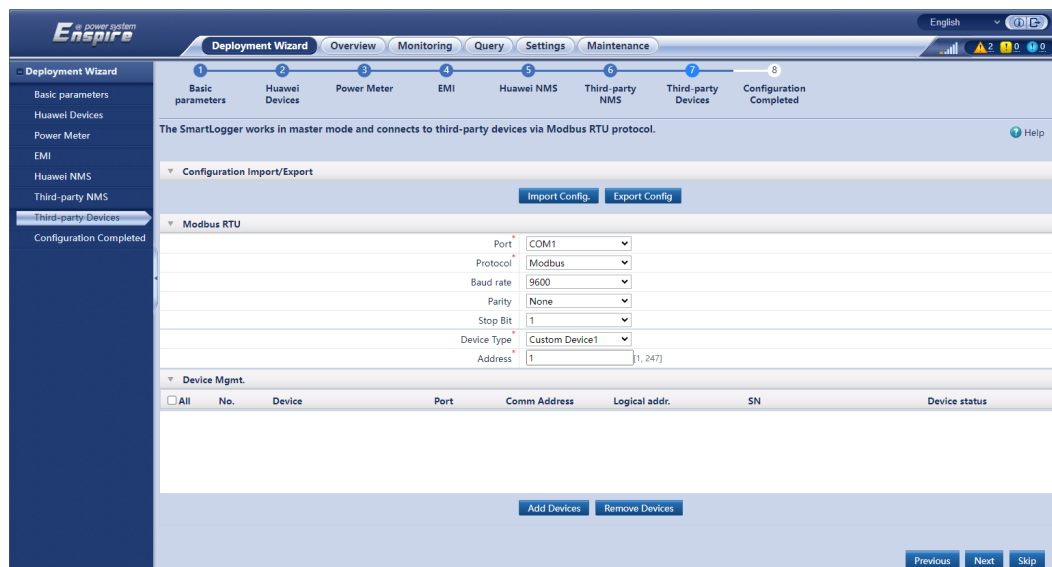 e power system
Enspire
English
Deployment Wizard Overview Monitoring Query Settings Maintenance
2 0 0
Deployment Wizard
Basic parameters
Huawei Devices
Power Meter
EMI
Huawei NMS
Third-party NMS
Third-party Devices
Configuration Completed
1 2 3 4 5 6 7 8
Basic parameters
Huawei Devices
Power Meter
EMI
Huawei NMS
Third-party NMS
Third-party Devices
Configuration Completed
The SmartLogger works in master mode and connects to third-party devices via Modbus RTU protocol.
Help
Configuration Import/Export
Import Config. Export Config
Modbus RTU
Port* COM1
Protocol* Modbus
Baud rate 9600
Parity None
Stop Bit 1
Device Type* Custom Device1
Address* 1 [1, 247]
Device Mgmt.
All No. Device Port Comm Address Logical addr. SN Device status
Add Devices Remove Devices
Previous Next Skip